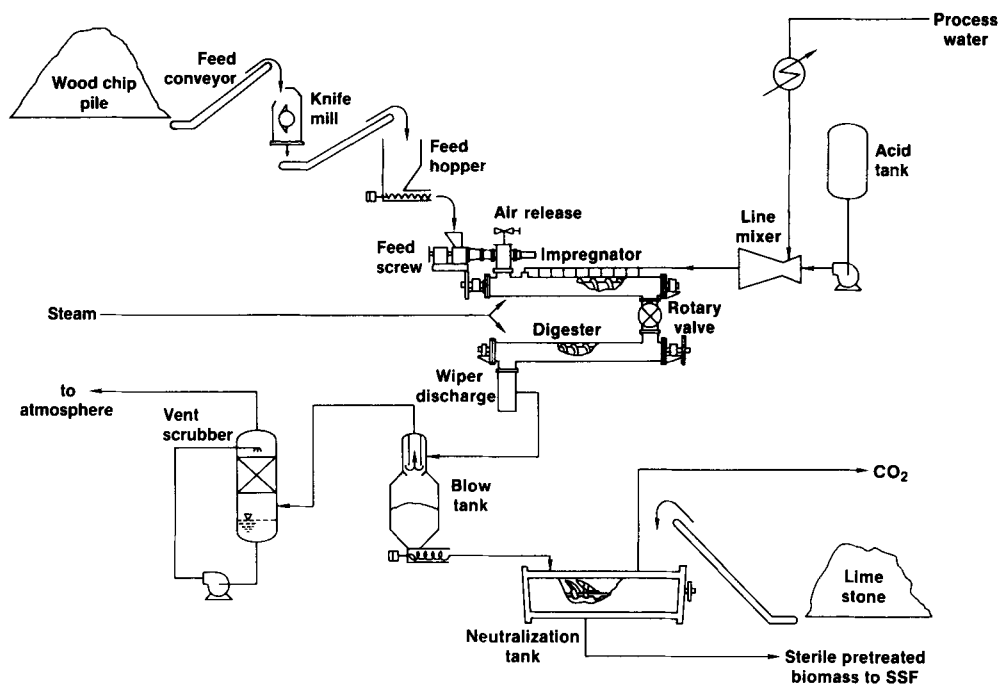 Process
water
Wood chip
pile
Feed
conveyor
Knife
mill
Feed
hopper
Acid
tank
Air release
Line
mixer
Feed
screw
Impregnator
Steam
Rotary
valve
Digester
Wiper
discharge
to
atmosphere
Vent
scrubber
Blow
tank
CO₂
Lime
stone
Neutralization
tank
Sterile pretreated
biomass to SSF